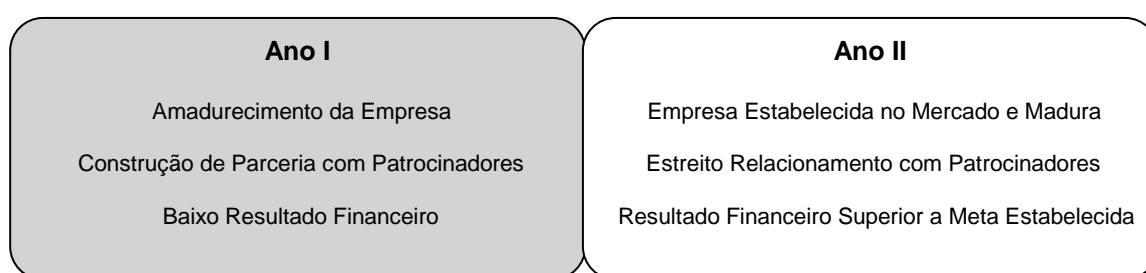 Ano I
Amadurecimento da Empresa
Construção de Parceria com Patrocinadores
Baixo Resultado Financeiro
Ano II
Empresa Estabelecida no Mercado e Madura
Estreito Relacionamento com Patrocinadores
Resultado Financeiro Superior a Meta Estabelecida